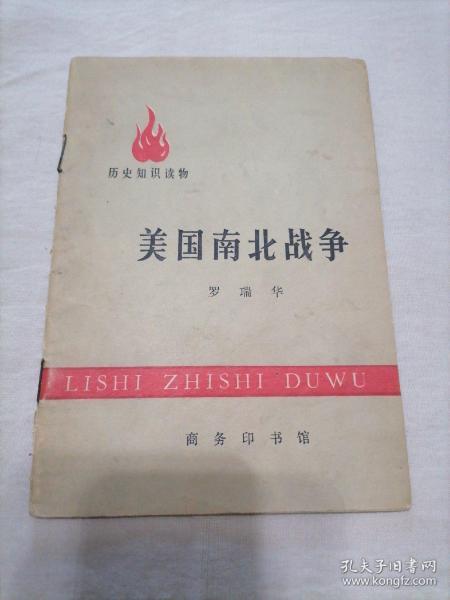 历史知识读物
美国南北战争
罗瑞华
LISHI ZHISHI DUWU
商务印书馆
孔夫子旧书网
www.kongfz.com